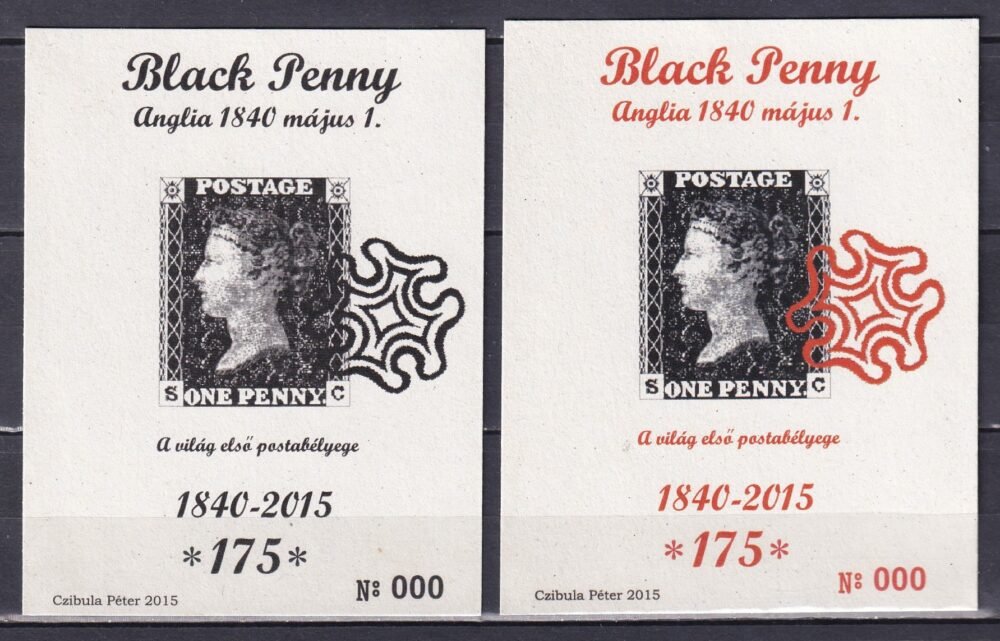 Black Penny
Anglia 1840 május 1.
POSTAGE
S ONE PENNY. C
A világ első postabélyege
1840-2015
*175*
Czibula Péter 2015
№ 000
Black Penny
Anglia 1840 május 1.
POSTAGE
S ONE PENNY. C
A világ első postabélyege
1840-2015
*175*
Czibula Péter 2015
№ 000